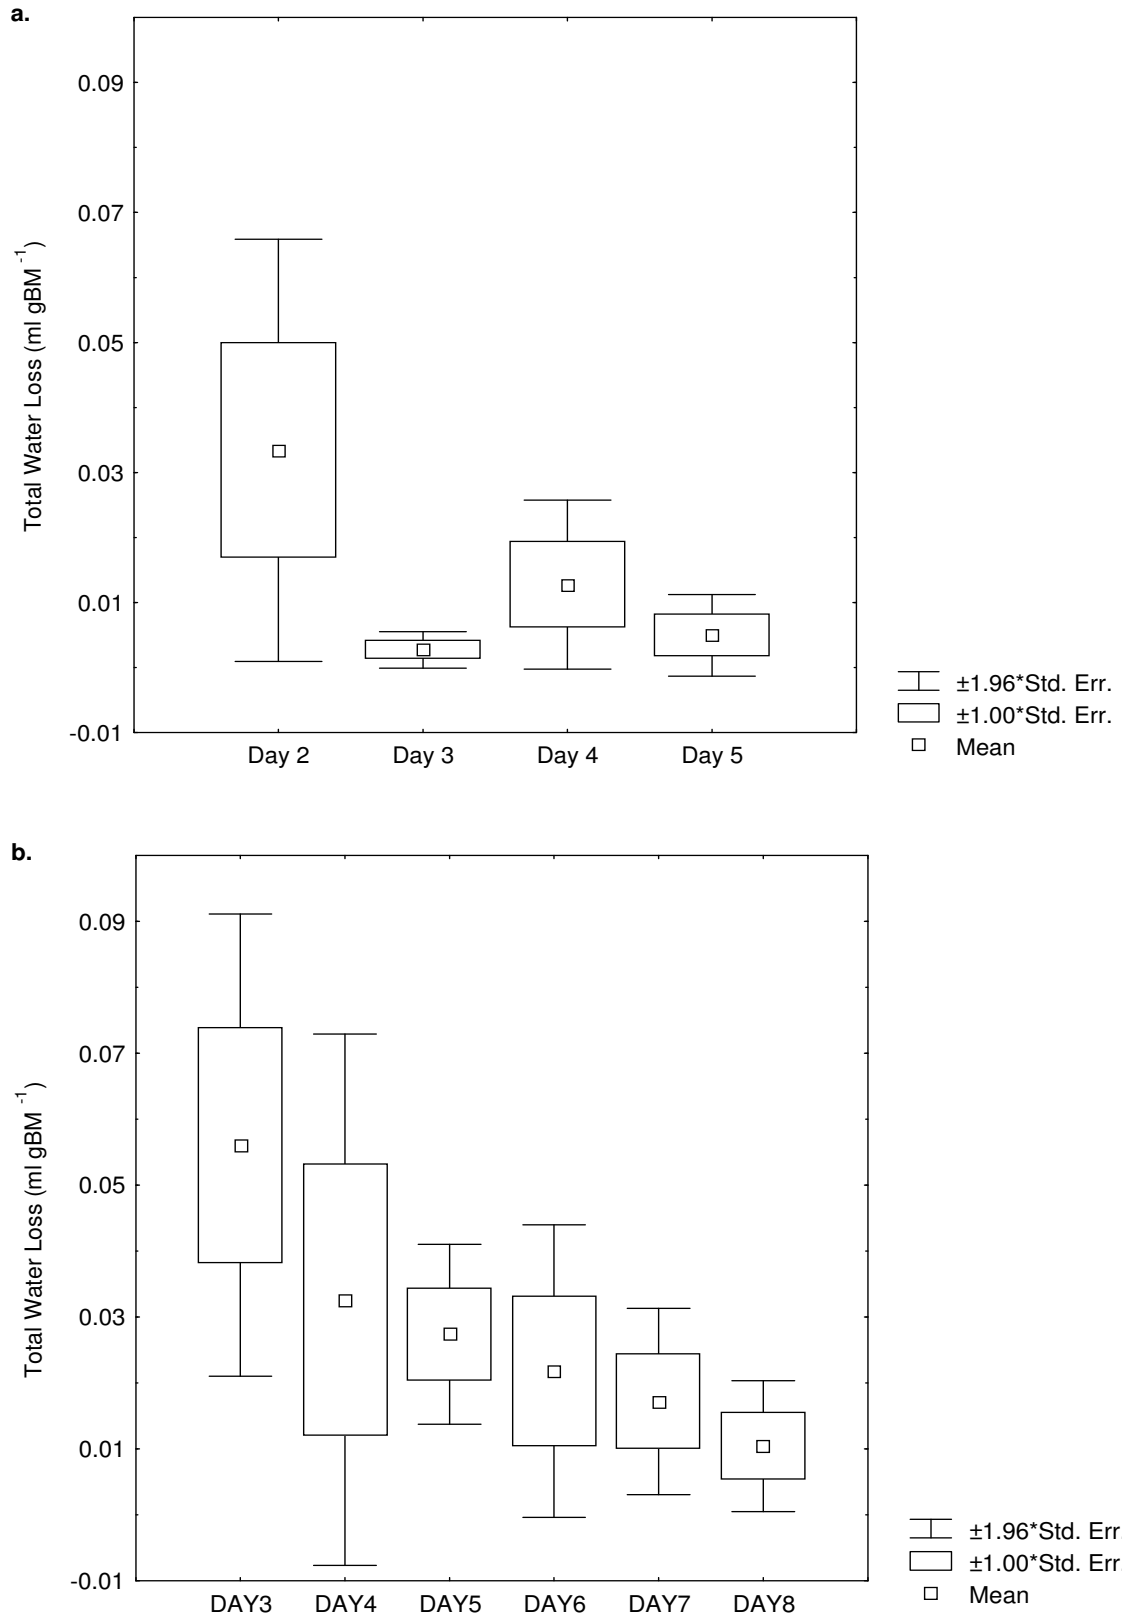 a.
0.09
0.07
0.05
0.03
0.01
-0.01
Total Water Loss (ml gBM -1)
Day 2 Day 3 Day 4 Day 5
±1.96*Std. Err.
±1.00*Std. Err.
Mean
b.
0.09
0.07
0.05
0.03
0.01
-0.01
Total Water Loss (ml gBM -1)
DAY3 DAY4 DAY5 DAY6 DAY7 DAY8
±1.96*Std. Err.
±1.00*Std. Err.
Mean